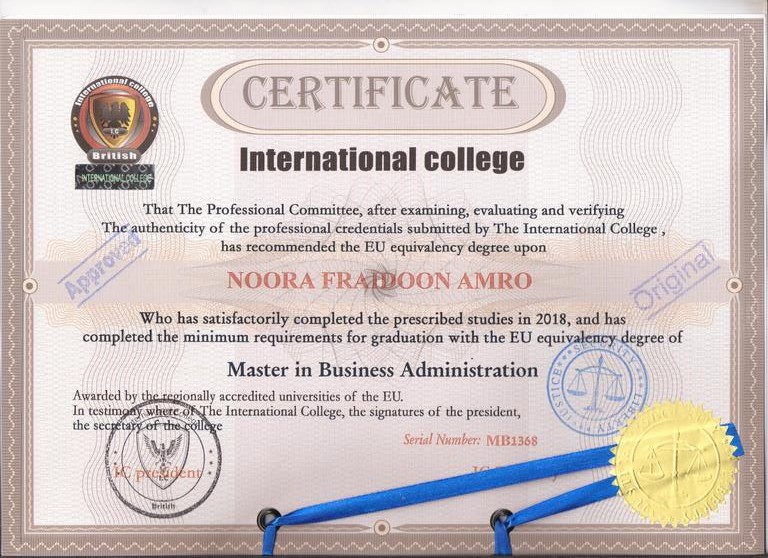 CERTIFICATE
International college
International college
I.C
British
INTERNATIONAL COLLEGE
That The Professional Committee, after examining, evaluating and verifying
The authenticity of the professional credentials submitted by The International College ,
has recommended the EU equivalency degree upon
Approved
Original
NOORA FRAIDOON AMRO
Who has satisfactorily completed the prescribed studies in 2018, and has
completed the minimum requirements for graduation with the EU equivalency degree of
Master in Business Administration
SECURITY
JUSTICE
LIBERTY
Awarded by the regionally accredited universities of the EU.
In testimony where of The International College, the signatures of the president,
the secretary of the college
Serial Number: MB1368
IC president
British